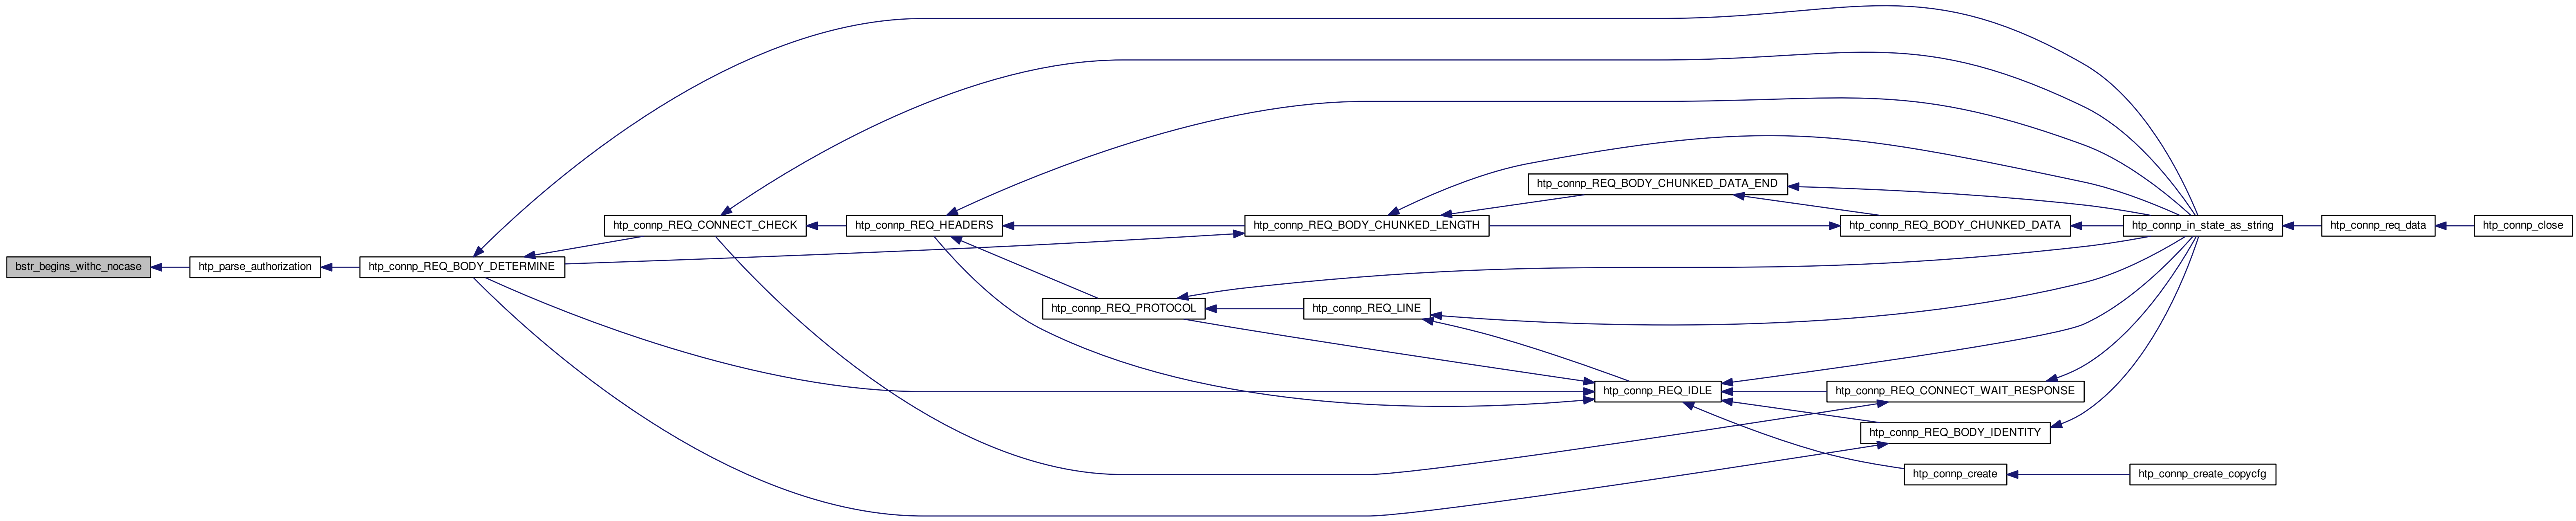 bstr_begins_withc_nocase
htp_parse_authorization
htp_connp_REQ_BODY_DETERMINE
htp_connp_REQ_CONNECT_CHECK
htp_connp_REQ_HEADERS
htp_connp_REQ_PROTOCOL
htp_connp_REQ_BODY_CHUNKED_LENGTH
htp_connp_REQ_LINE
htp_connp_REQ_BODY_CHUNKED_DATA_END
htp_connp_REQ_IDLE
htp_connp_REQ_BODY_CHUNKED_DATA
htp_connp_REQ_CONNECT_WAIT_RESPONSE
htp_connp_REQ_BODY_IDENTITY
htp_connp_create
htp_connp_in_state_as_string
htp_connp_create_copycfg
htp_connp_req_data
htp_connp_close